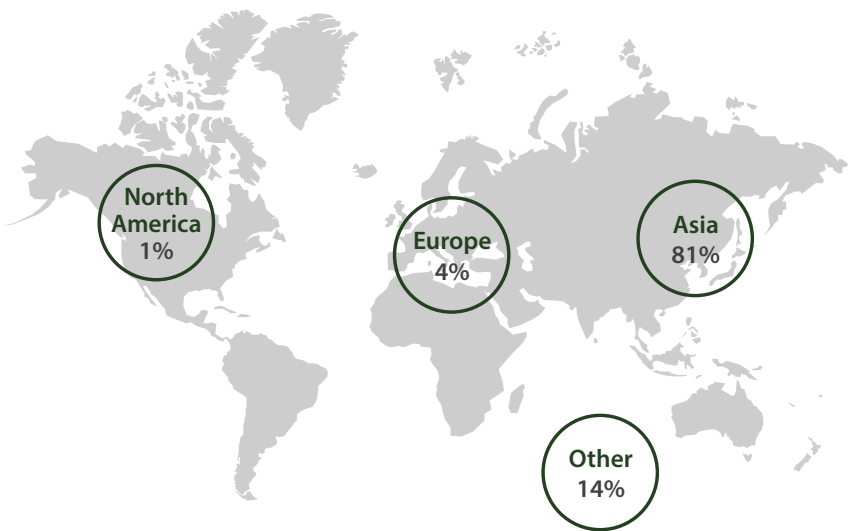 North
America
1%
Europe
4%
Asia
81%
Other
14%